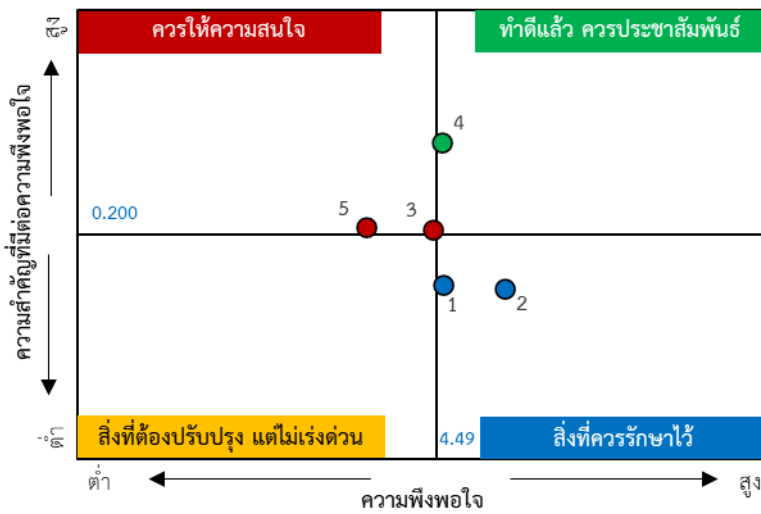 สูง
ควรให้ความสนใจ
ทำดีแล้ว ควรประชาสัมพันธ์
4
ความสำคัญที่มีต่อความพึงพอใจ
0.200
5
3
1
2
ต่ำ
สิ่งที่ต้องปรับปรุง แต่ไม่เร่งด่วน
4.49
สิ่งที่ควรรักษาไว้
ต่ำ
สูง
ความพึงพอใจ